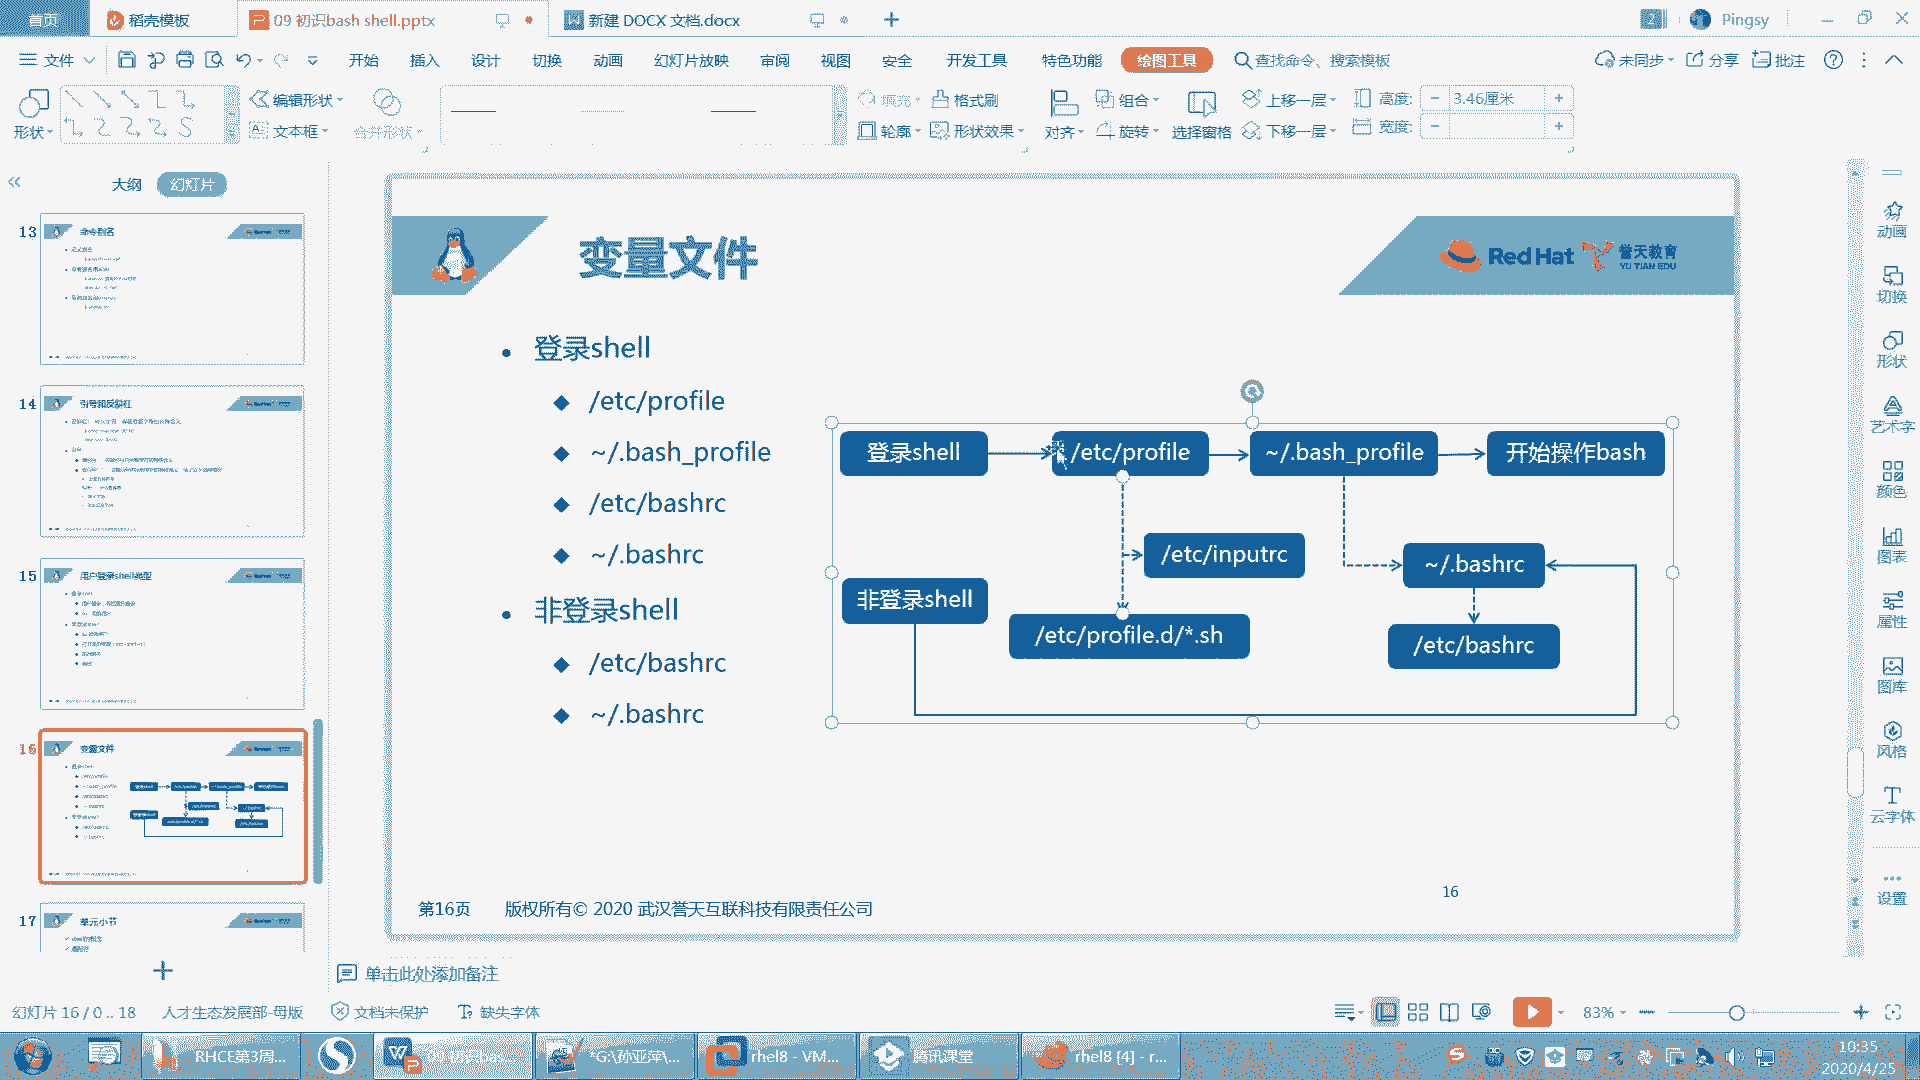 首页
稻壳模板
09 初识bash shell.pptx
新建 DOCX 文档.docx
2
Pingsy
文件
开始
插入
设计
切换
动画
幻灯片放映
审阅
视图
安全
开发工具
特色功能
绘图工具
查找命令、搜索模板
未同步
分享
批注
形状
编辑形状
文本框
合并形状
填充
格式刷
轮廓
形状效果
对齐
组合
旋转
选择窗格
上移一层
下移一层
高度:
3.46厘米
宽度:
大纲
幻灯片
13
命令别名
14
引号和反斜杠
15
用户登录shell类型
16
变量文件
17
单元小节
变量文件
Red Hat
誉天教育
YU TIAN EDU
登录shell
/etc/profile
~/.bash_profile
/etc/bashrc
~/.bashrc
非登录shell
/etc/bashrc
~/.bashrc
登录shell
/etc/profile
~/.bash_profile
开始操作bash
/etc/inputrc
~/.bashrc
非登录shell
/etc/profile.d/*.sh
/etc/bashrc
16
第16页
版权所有© 2020 武汉誉天互联科技有限责任公司
动画
切换
形状
艺术字
颜色
图表
属性
图库
风格
云字体
设置
单击此处添加备注
幻灯片 16 / 0 .. 18
人才生态发展部-母版
文档未保护
缺失字体
83%
RHCE第3周...
09 初识bas...
*G:\孙亚萍\...
rhel8 - VM...
腾讯课堂
rhel8 [4] - r...
10:35
2020/4/25